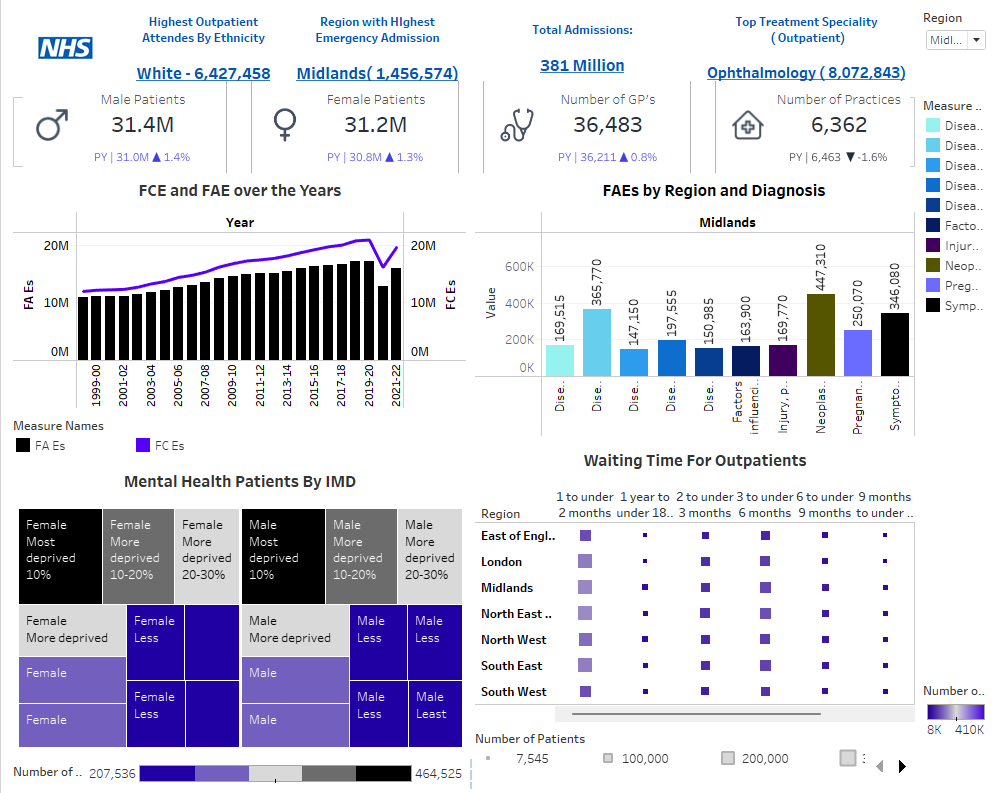 NHS
Highest Outpatient
Attendes By Ethnicity
White - 6,427,458
Region with HIghest
Emergency Admission
Midlands( 1,456,574)
Total Admissions:
381 Million
Top Treatment Speciality
( Outpatient)
Ophthalmology ( 8,072,843)
Region
Midl...
Male Patients
31.4M
PY | 31.0M ▲ 1.4%
Female Patients
31.2M
PY | 30.8M ▲ 1.3%
Number of GP's
36,483
PY | 36,211 ▲ 0.8%
Number of Practices
6,362
PY | 6,463 ▼ -1.6%
Measure ..
Disea..
Disea..
Disea..
Disea..
Disea..
Facto..
Injur..
Neop..
Preg..
Symp..
FCE and FAE over the Years
Year
20M
10M
0M
FA Es
20M
10M
0M
FC Es
1999-00
2001-02
2003-04
2005-06
2007-08
2009-10
2011-12
2013-14
2015-16
2017-18
2019-20
2021-22
Measure Names
FA Es
FC Es
FAEs by Region and Diagnosis
Midlands
Value
600K
400K
200K
0K
169,515
365,770
147,150
197,555
150,985
163,900
169,770
447,310
250,070
346,080
Dise..
Dise..
Dise..
Dise..
Dise..
Factors
influenci..
Injury, p..
Neoplas..
Pregnan..
Sympto..
Mental Health Patients By IMD
Female
Most
deprived
10%
Female
More
deprived
10-20%
Female
More
deprived
20-30%
Male
Most
deprived
10%
Male
More
deprived
10-20%
Male
More
deprived
20-30%
Female
More deprived
Female
Less
Male
More deprived
Male
Less
Male
Less
Female
Male
Female
Less
Male
Less
Male
Least
Female
Male
Number of ..
207,536
464,525
Waiting Time For Outpatients
Region
1 to under
2 months
1 year to
under 18..
2 to under
3 months
3 to under
6 months
6 to under
9 months
9 months
to under ..
East of Engl..
London
Midlands
North East ..
North West
South East
South West
Number of Patients
7,545
100,000
200,000
Number o..
8K
410K